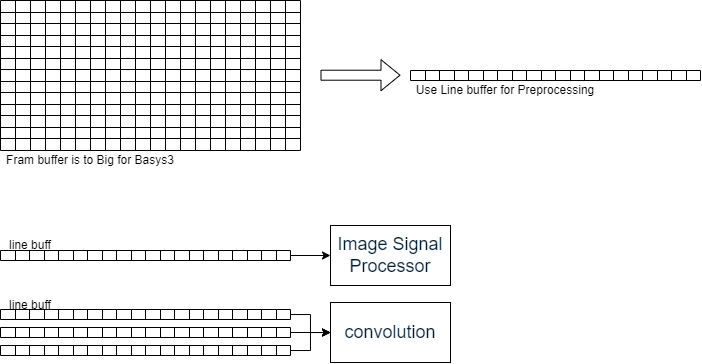 Fram buffer is to Big for Basys3
Use Line buffer for Preprocessing
line buff
Image Signal
Processor
line buff
convolution